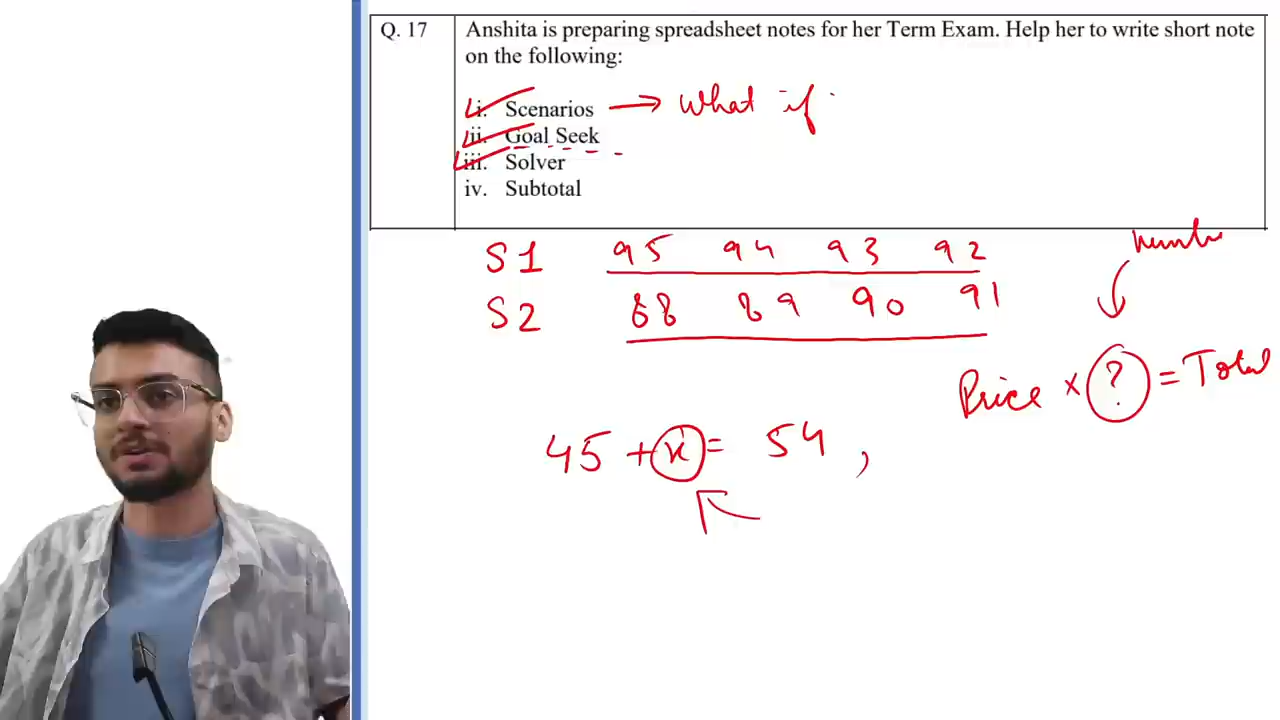 Q. 17
Anshita is preparing spreadsheet notes for her Term Exam. Help her to write short note
on the following:
i. Scenarios → What if
ii. Goal Seek
iii. Solver
iv. Subtotal
S1 95 94 93 92
S2 88 89 90 91
Price × ? = Total
45 + x = 54 ,